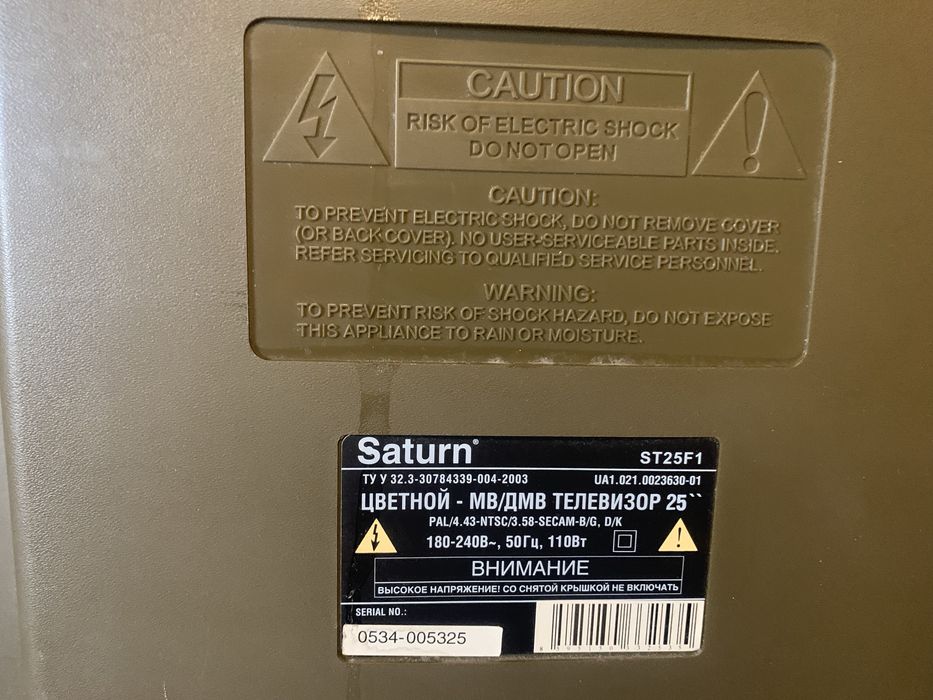 CAUTION
RISK OF ELECTRIC SHOCK
DO NOT OPEN
CAUTION:
TO PREVENT ELECTRIC SHOCK, DO NOT REMOVE COVER
(OR BACK COVER). NO USER-SERVICEABLE PARTS INSIDE.
REFER SERVICING TO QUALIFIED SERVICE PERSONNEL.
WARNING:
TO PREVENT RISK OF SHOCK HAZARD, DO NOT EXPOSE
THIS APPLIANCE TO RAIN OR MOISTURE.
Saturn® ST25F1
ТУ У 32.3-30784339-004-2003 UA1.021.0023630-01
ЦВЕТНОЙ - МВ/ДМВ ТЕЛЕВИЗОР 25``
PAL/4.43-NTSC/3.58-SECAM-B/G, D/K
180-240В~, 50Гц, 110Вт
ВНИМАНИЕ
ВЫСОКОЕ НАПРЯЖЕНИЕ! СО СНЯТОЙ КРЫШКОЙ НЕ ВКЛЮЧАТЬ
SERIAL NO.:
0534-005325